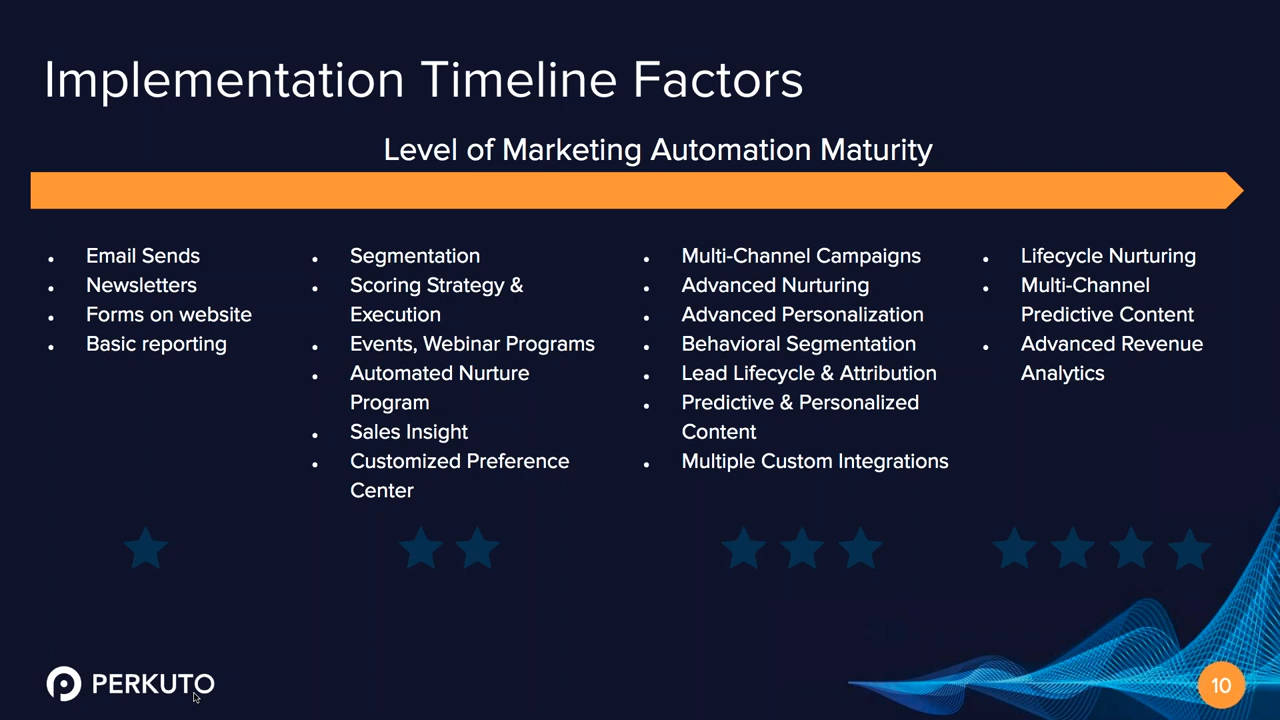 Implementation Timeline Factors
Level of Marketing Automation Maturity
• Email Sends
• Newsletters
• Forms on website
• Basic reporting
• Segmentation
• Scoring Strategy &
Execution
• Events, Webinar Programs
• Automated Nurture
Program
• Sales Insight
• Customized Preference
Center
• Multi-Channel Campaigns
• Advanced Nurturing
• Advanced Personalization
• Behavioral Segmentation
• Lead Lifecycle & Attribution
• Predictive & Personalized
Content
• Multiple Custom Integrations
• Lifecycle Nurturing
• Multi-Channel
Predictive Content
• Advanced Revenue
Analytics
PERKUTO
10